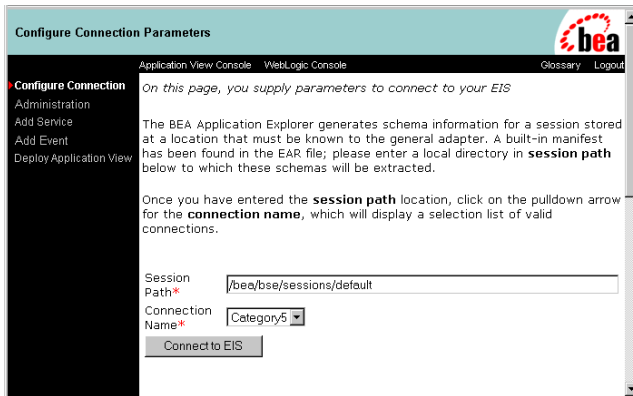 Configure Connection Parameters
bea
Application View Console WebLogic Console Glossary Logout
Configure Connection
Administration
Add Service
Add Event
Deploy Application View
On this page, you supply parameters to connect to your EIS
The BEA Application Explorer generates schema information for a session stored
at a location that must be known to the general adapter. A built-in manifest
has been found in the EAR file; please enter a local directory in session path
below to which these schemas will be extracted.
Once you have entered the session path location, click on the pulldown arrow
for the connection name, which will display a selection list of valid
connections.
Session
Path*
/bea/bse/sessions/default
Connection
Name*
Category5
Connect to EIS